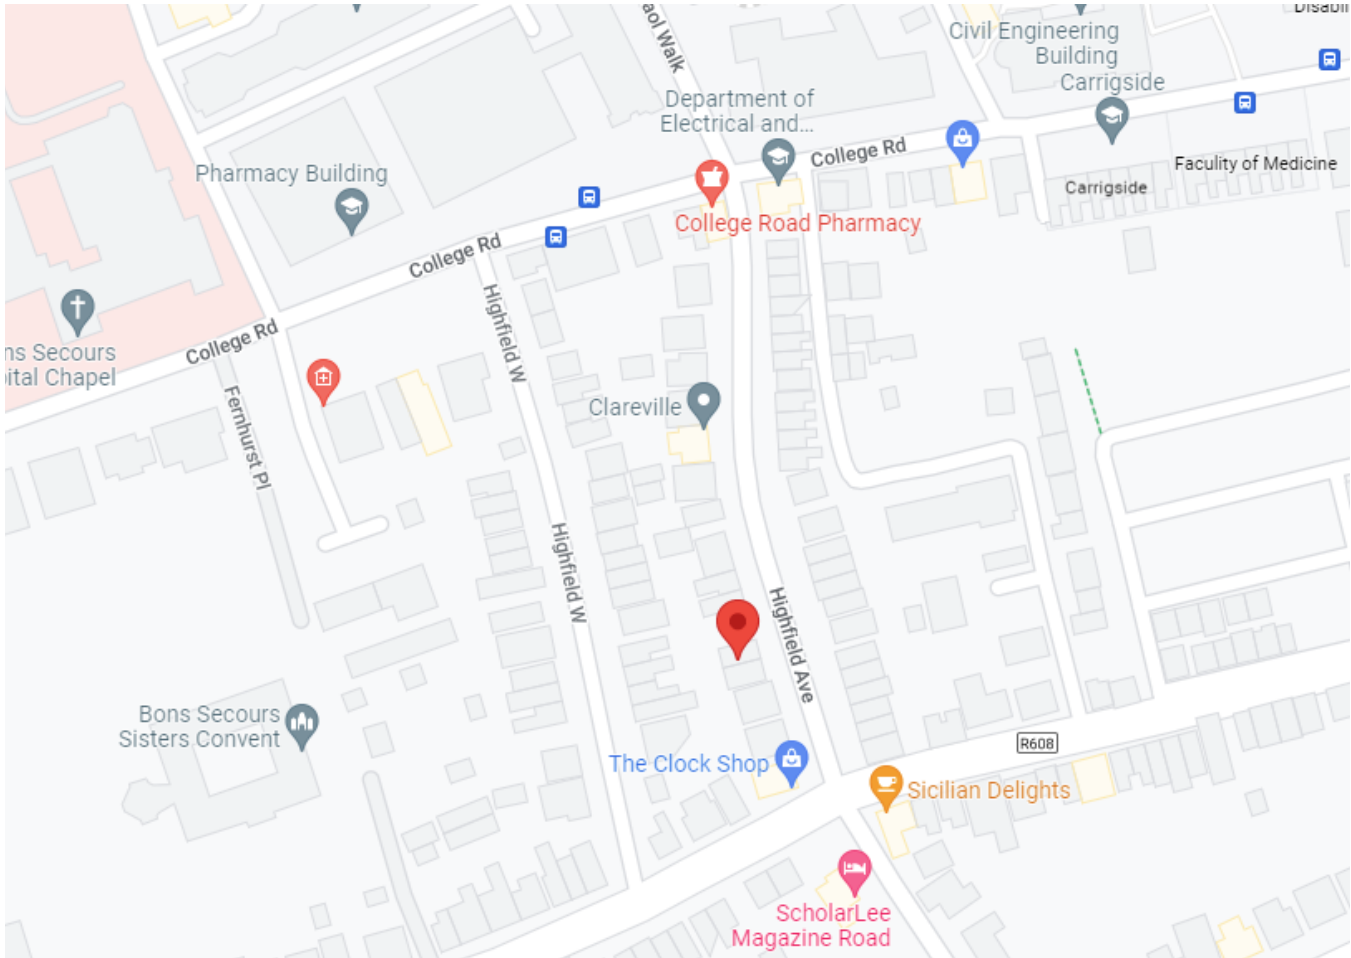 aol Walk
Disabil
Civil Engineering
Building
Carrigside
Department of
Electrical and...
College Rd
Faculity of Medicine
Carrigside
Pharmacy Building
College Road Pharmacy
College Rd
Highfield W
College Rd
ns Secours
ital Chapel
Fernhurst Pl
Clareville
Highfield W
Highfield Ave
Bons Secours
Sisters Convent
R608
The Clock Shop
Sicilian Delights
ScholarLee
Magazine Road